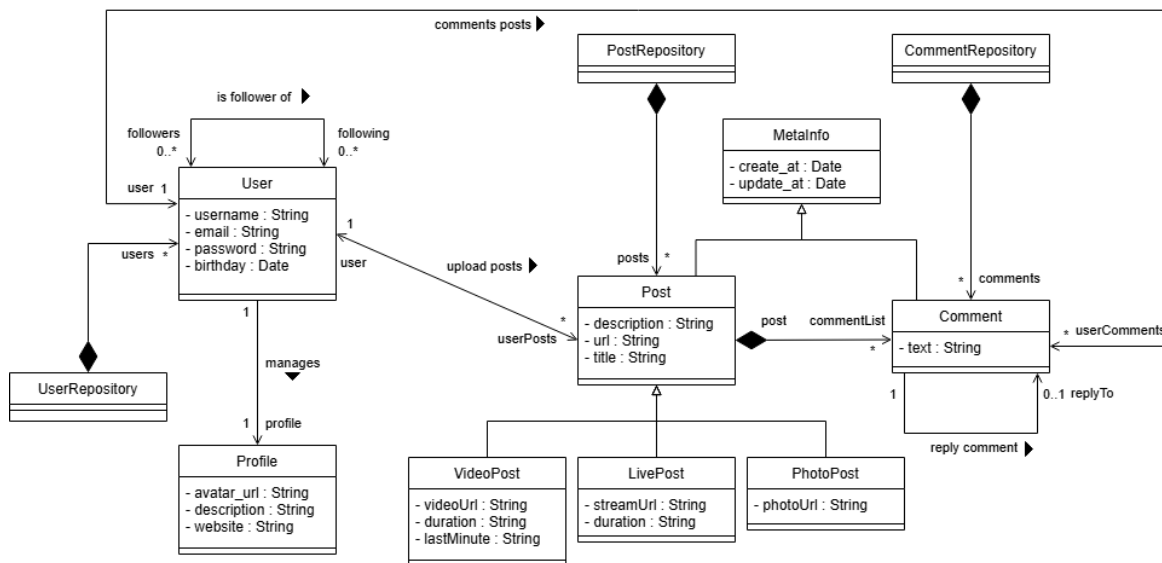 comments posts
PostRepository
CommentRepository
is follower of
followers
0..*
following
0..*
MetaInfo
- create_at : Date
- update_at : Date
user 1
User
- username : String
- email : String
- password : String
- birthday : Date
users *
1
user
upload posts
*
userPosts
posts *
Post
- description : String
- url : String
- title : String
post
commentList
*
* comments
Comment
- text : String
* userComments
1
0..1 replyTo
reply comment
UserRepository
1
manages
1 profile
Profile
- avatar_url : String
- description : String
- website : String
VideoPost
- videoUrl : String
- duration : String
- lastMinute : String
LivePost
- streamUrl : String
- duration : String
PhotoPost
- photoUrl : String